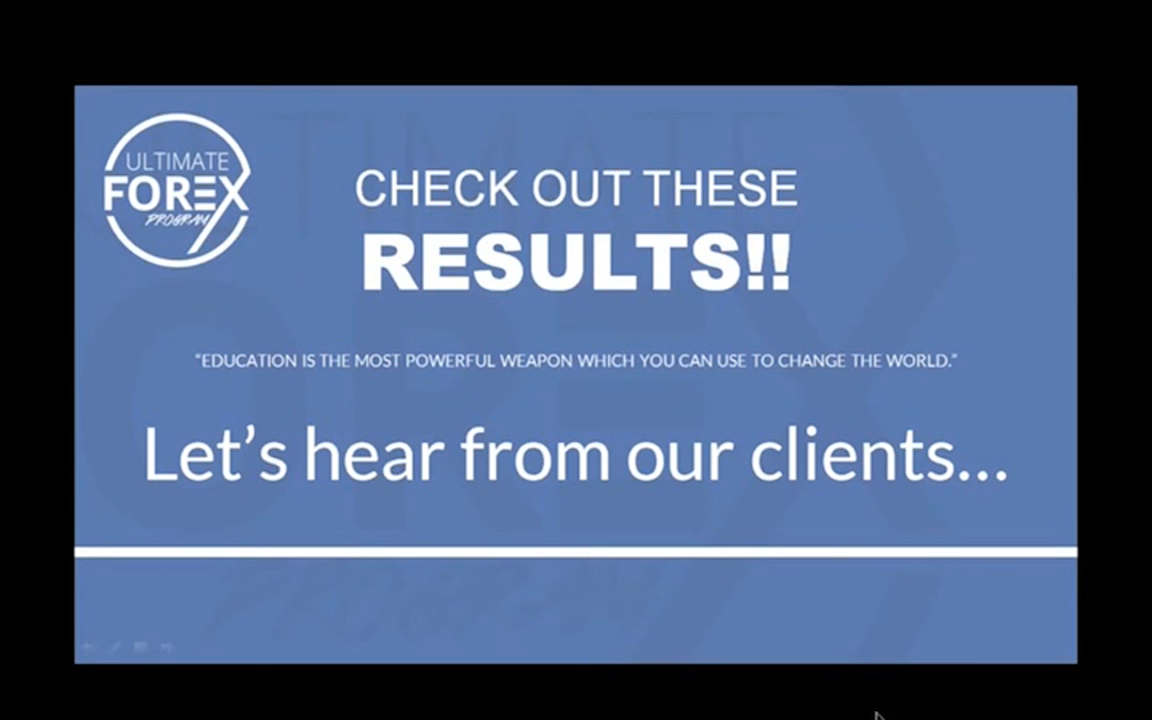 ULTIMATE
FOREX
PROGRAM
CHECK OUT THESE
RESULTS!!
"EDUCATION IS THE MOST POWERFUL WEAPON WHICH YOU CAN USE TO CHANGE THE WORLD."
Let's hear from our clients...